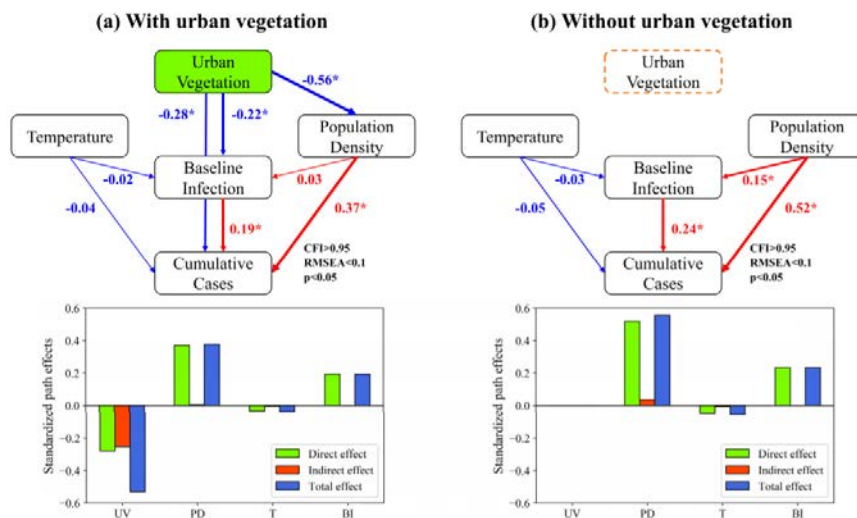 (a) With urban vegetation
Urban
Vegetation
-0.56*
-0.28*
-0.22*
Temperature
Population
Density
-0.02
Baseline
Infection
0.03
-0.04
0.19*
0.37*
CFI>0.95
RMSEA<0.1
p<0.05
Cumulative
Cases
Standardized path effects
0.6
0.4
0.2
0.0
−0.2
−0.4
−0.6
Direct effect
Indirect effect
Total effect
UV PD T BI
(b) Without urban vegetation
Urban
Vegetation
Temperature
Population
Density
-0.03
Baseline
Infection
0.15*
-0.05
0.24*
0.52*
CFI>0.95
RMSEA<0.1
p<0.05
Cumulative
Cases
Standardized path effects
0.6
0.4
0.2
0.0
−0.2
−0.4
−0.6
Direct effect
Indirect effect
Total effect
UV PD T BI